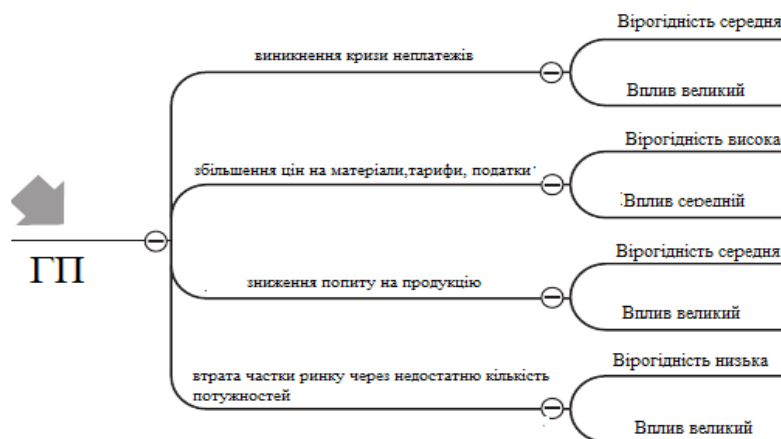 Вірогідність середня
виникнення кризи неплатежів
Вплив великий
Вірогідність висока
збільшення цін на матеріали,тарифи, податки
Вплив середній
ГП
Вірогідність середня
зниження попиту на продукцію
Вплив великий
Вірогідність низька
втрата частки ринку через недостатню кількість
потужностей
Вплив великий